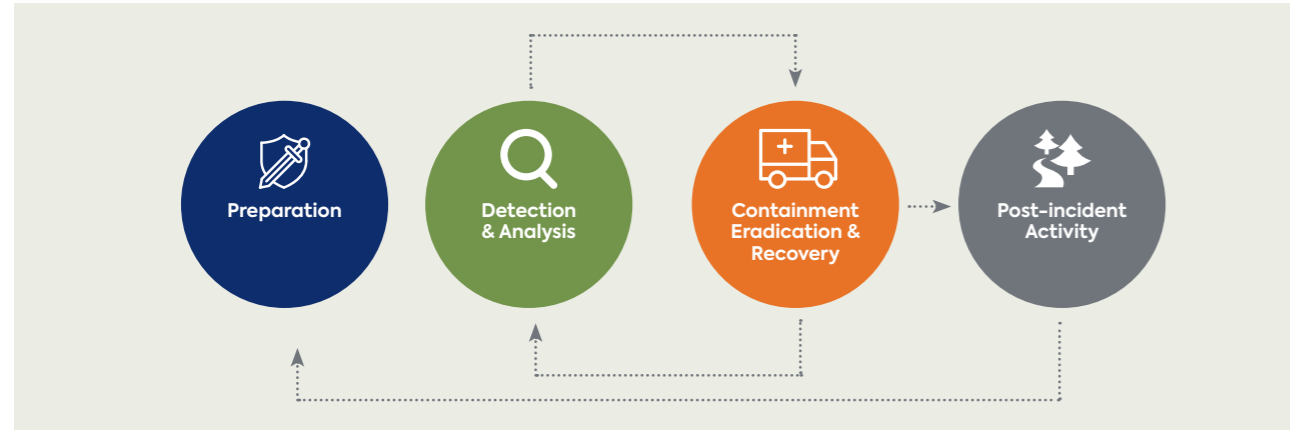 Preparation
Detection
& Analysis
Containment
Eradication &
Recovery
Post-incident
Activity